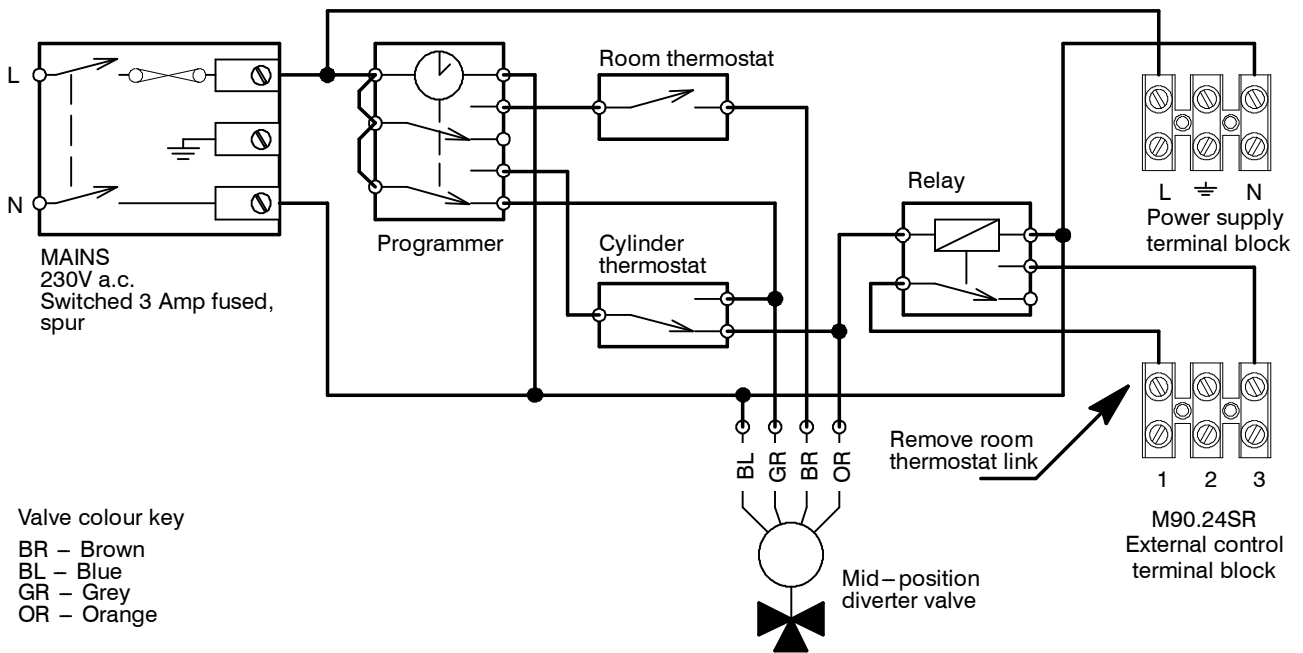 L
N
MAINS
230V a.c.
Switched 3 Amp fused,
spur
Programmer
Room thermostat
Cylinder
thermostat
Relay
L
N
Power supply
terminal block
Remove room
thermostat link
1 2 3
M90.24SR
External control
terminal block
BL
GR
BR
OR
Mid–position
diverter valve
Valve colour key
BR – Brown
BL – Blue
GR – Grey
OR – Orange